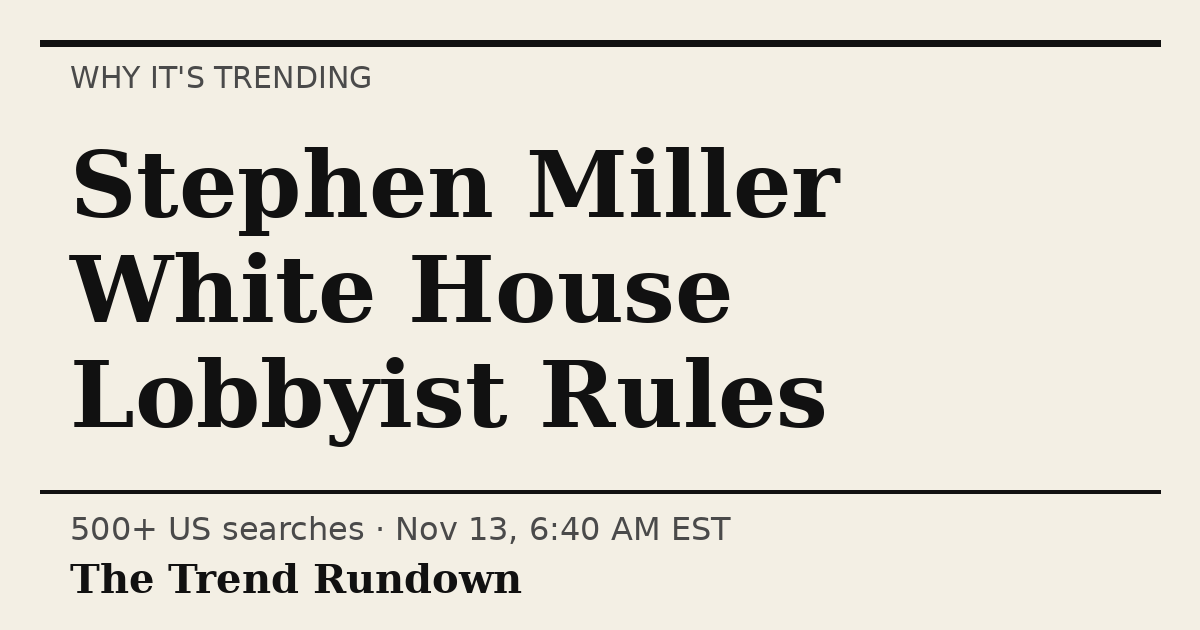 WHY IT'S TRENDING
Stephen Miller
White House
Lobbyist Rules
500+ US searches · Nov 13, 6:40 AM EST
The Trend Rundown